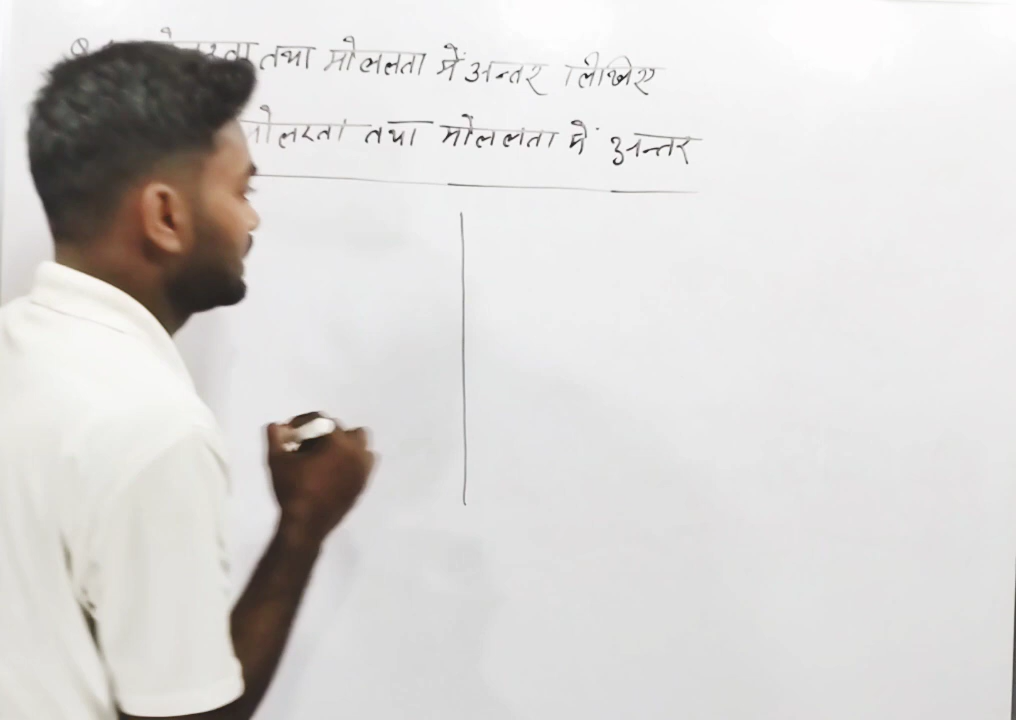 तथा मोललता में अन्तर लिखिए
मोलरता तथा मोललता में अन्तर